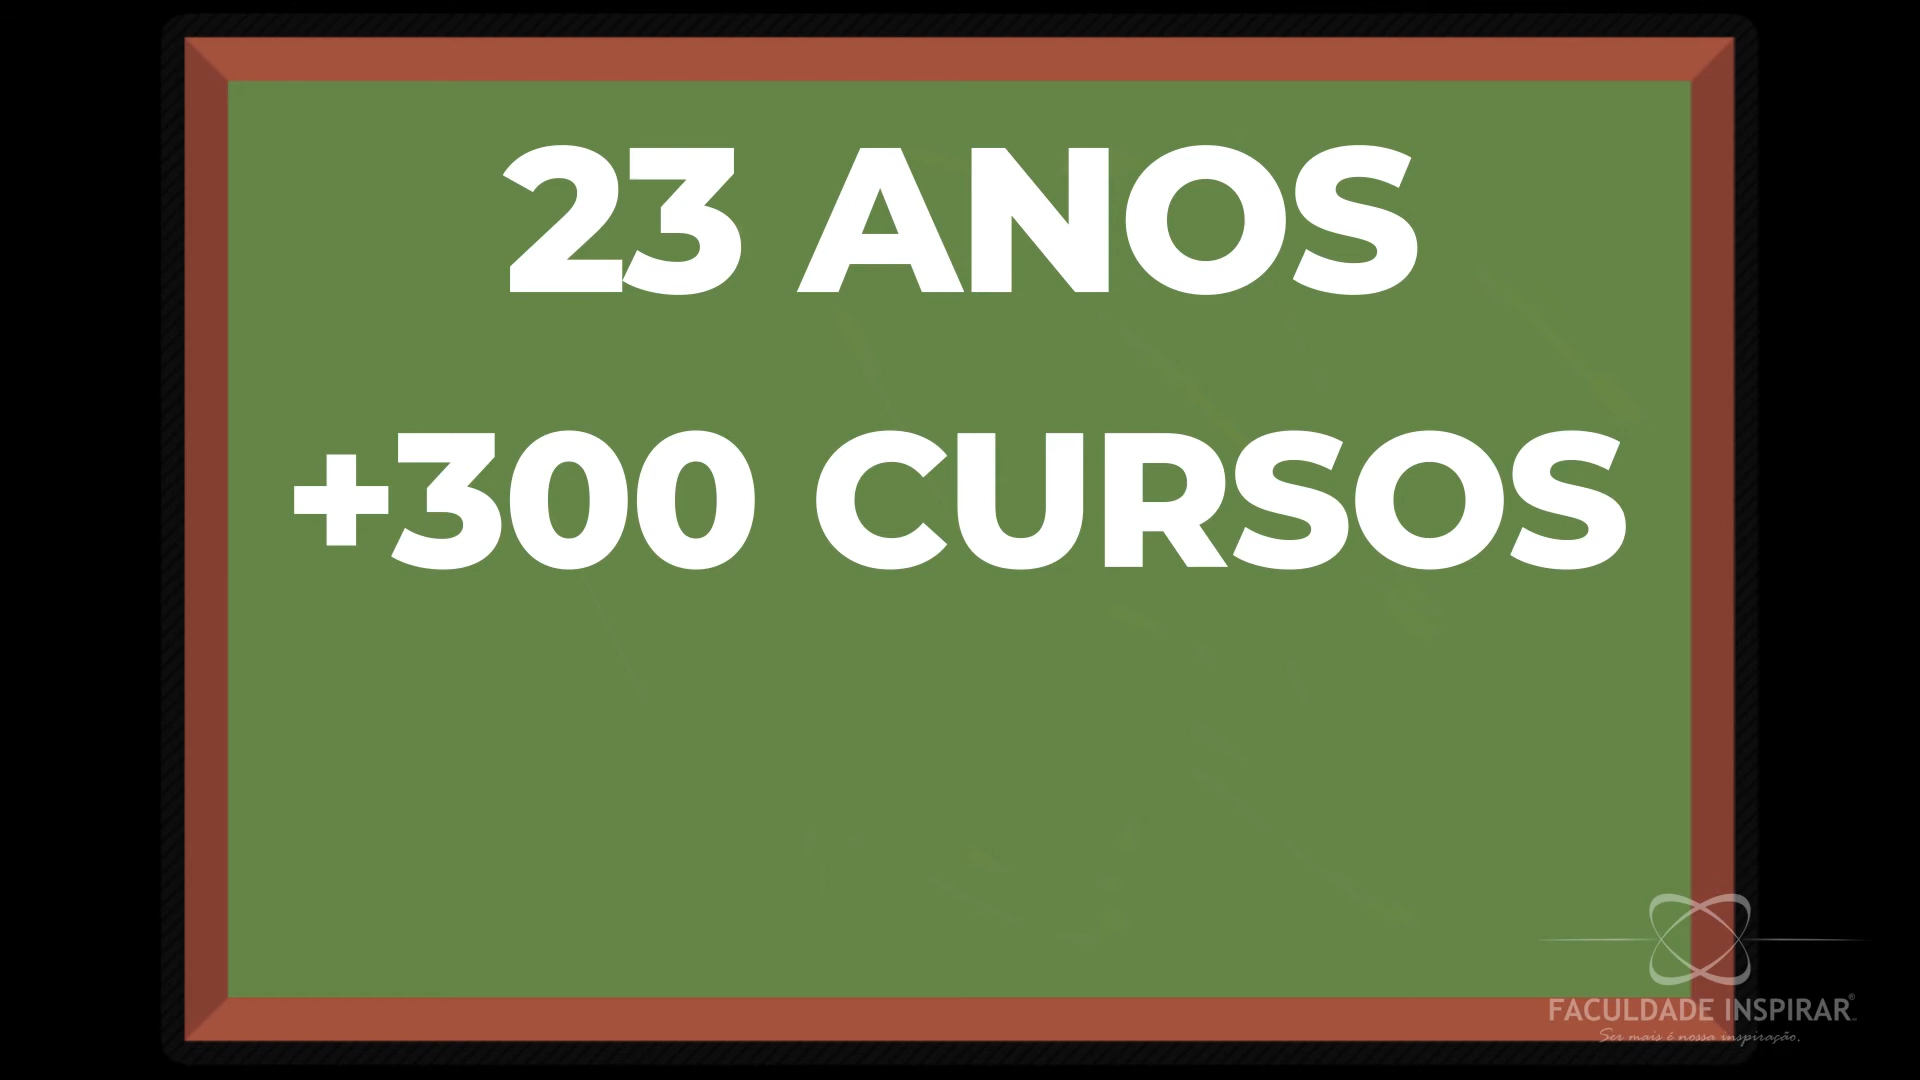 23 ANOS
+300 CURSOS
FACULDADE INSPIRAR®
Ser mais é nossa inspiração.